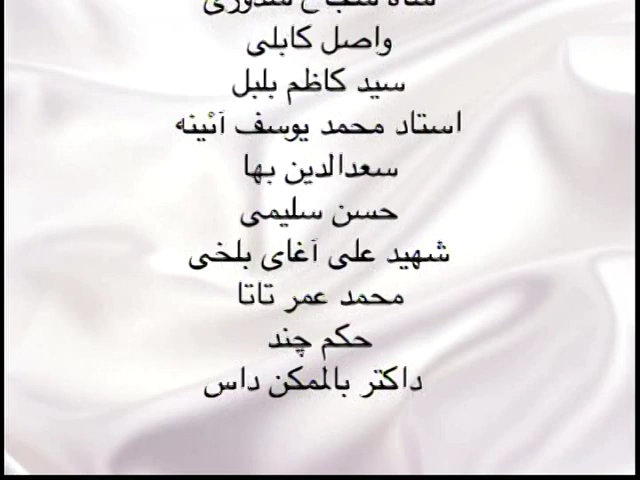 واصل کابلی
سید کاظم بلبل
استاد محمد یوسف آئینه
سعدالدین بها
حسن سلیمی
شهید علی آغای بلخی
محمد عمر تاتا
حکم چند
داکتر بالمکن داس